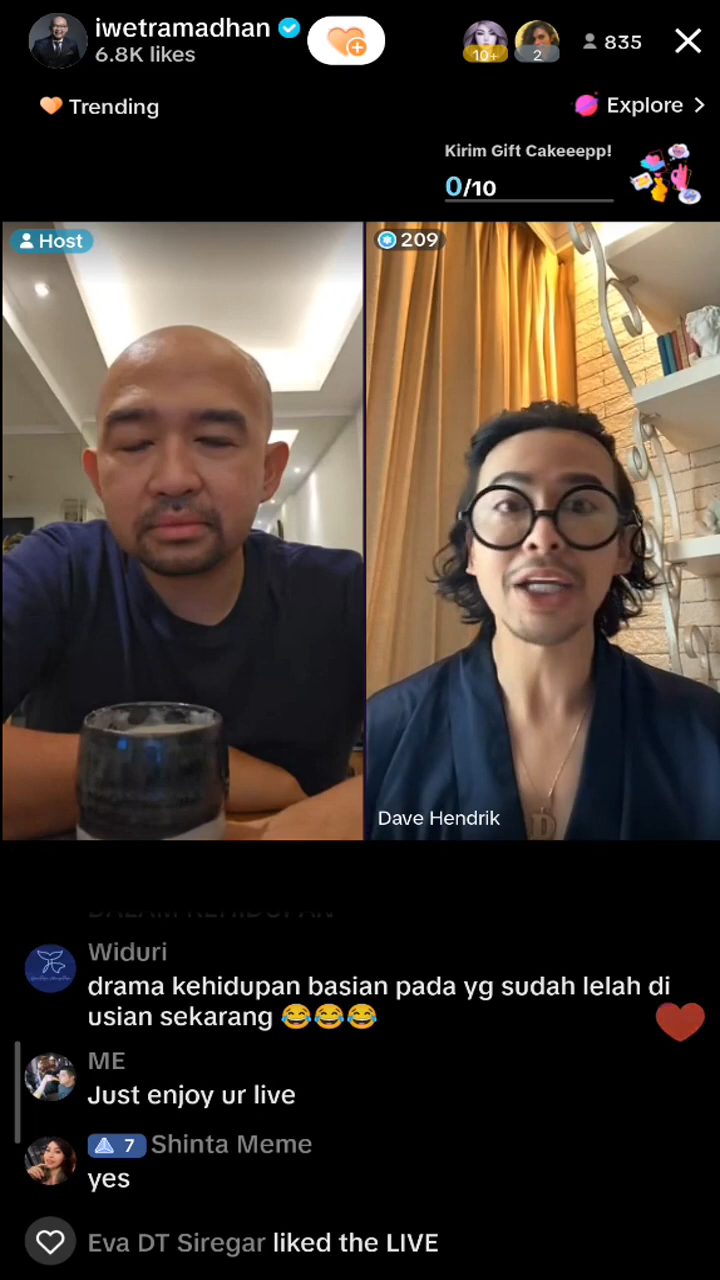 iwetramadhan
6.8K likes
10+
2
835
Trending
Explore
Kirim Gift Cakeeepp!
0/10
Host
209
D
Dave Hendrik
DALAM KEHIDUPAN
Widuri
drama kehidupan basian pada yg sudah lelah di
usian sekarang 😂😂😂
ME
Just enjoy ur live
7 Shinta Meme
yes
Eva DT Siregar liked the LIVE